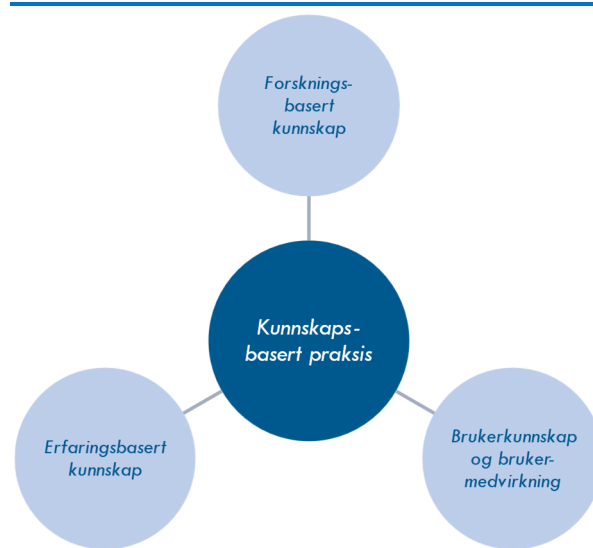 Forsknings-
basert
kunnskap
Kunnskaps-
basert praksis
Erfaringsbasert
kunnskap
Brukerkunnskap
og bruker-
medvirkning